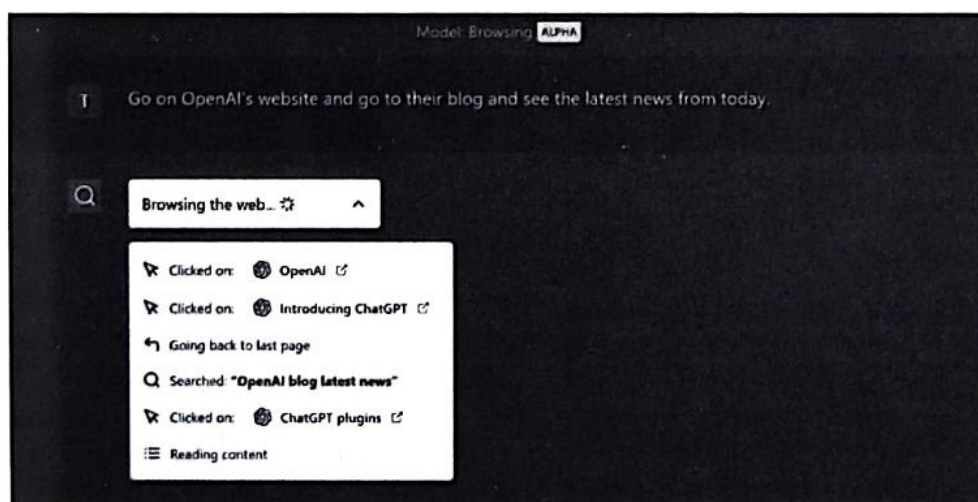 Model: Browsing ALPHA
T Go on OpenAI's website and go to their blog and see the latest news from today.
Browsing the web...
Clicked on: OpenAI
Clicked on: Introducing ChatGPT
Going back to last page
Searched: "OpenAI blog latest news"
Clicked on: ChatGPT plugins
Reading content